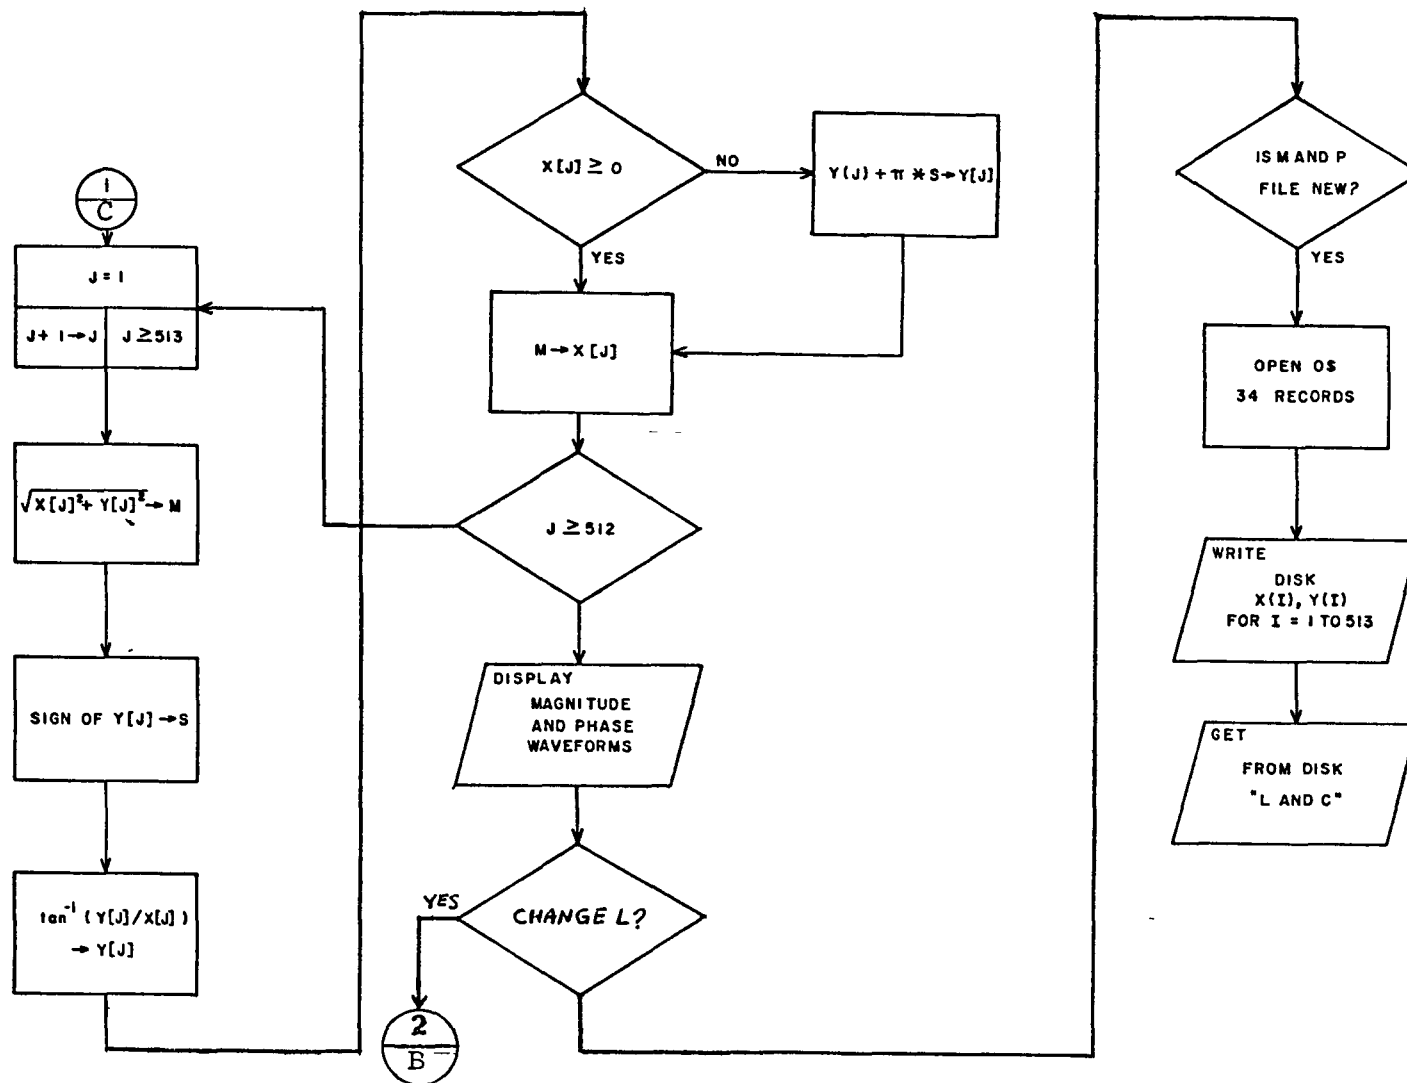 1
C
J = 1
J + 1 → J
J ≥ 513
√X[J]² + Y[J]² → M
SIGN OF Y[J] → S
tan⁻¹ (Y[J]/X[J])
→ Y[J]
X[J] ≥ 0
NO
Y(J) + π * S → Y[J]
YES
M → X[J]
J ≥ 512
DISPLAY
MAGNITUDE
AND PHASE
WAVEFORMS
YES
CHANGE L?
2
B
IS M AND P
FILE NEW?
YES
OPEN O$
34 RECORDS
WRITE
DISK
X(I), Y(I)
FOR I = 1 TO 513
GET
FROM DISK
"L AND C"